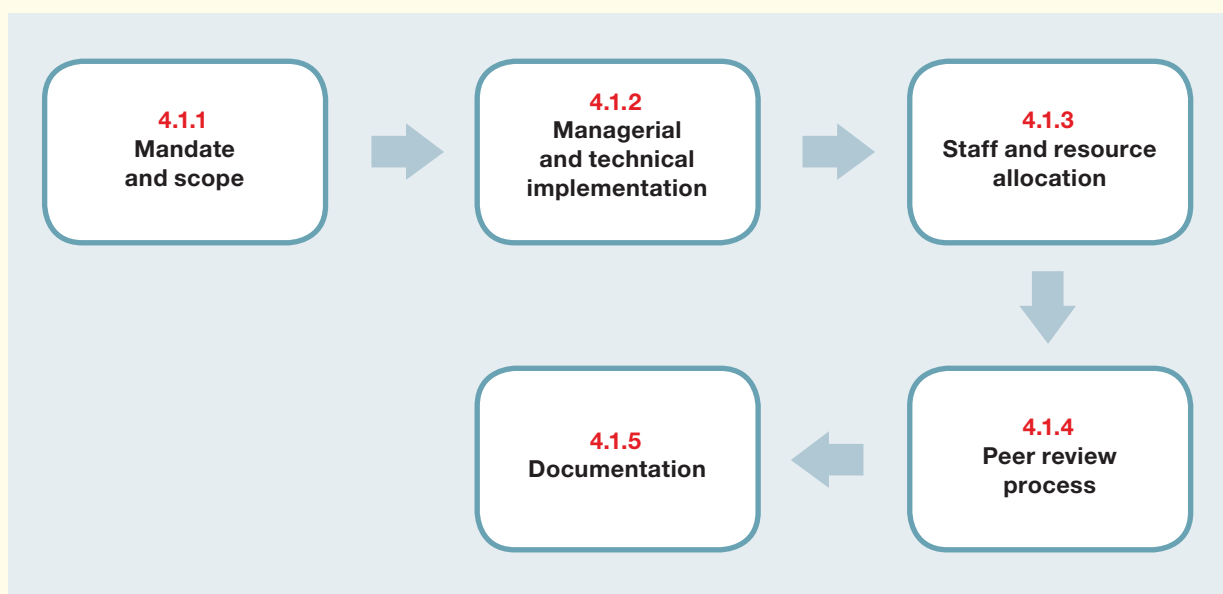 4.1.1
Mandate
and scope
4.1.2
Managerial
and technical
implementation
4.1.3
Staff and resource
allocation
4.1.4
Peer review
process
4.1.5
Documentation